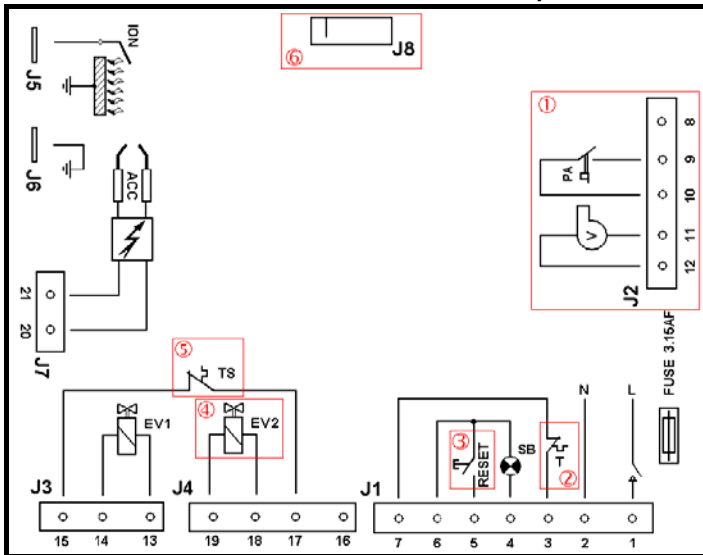 ION
J5
⑥
J8
①
8
PA
9
10
V
11
12
J2
J6
ACC
21
20
J7
FUSE 3.15AF
⑤
TS
④
EV1
EV2
N
L
③
RESET
SB
T
②
J3
J4
J1
15
14
13
19
18
17
16
7
6
5
4
3
2
1